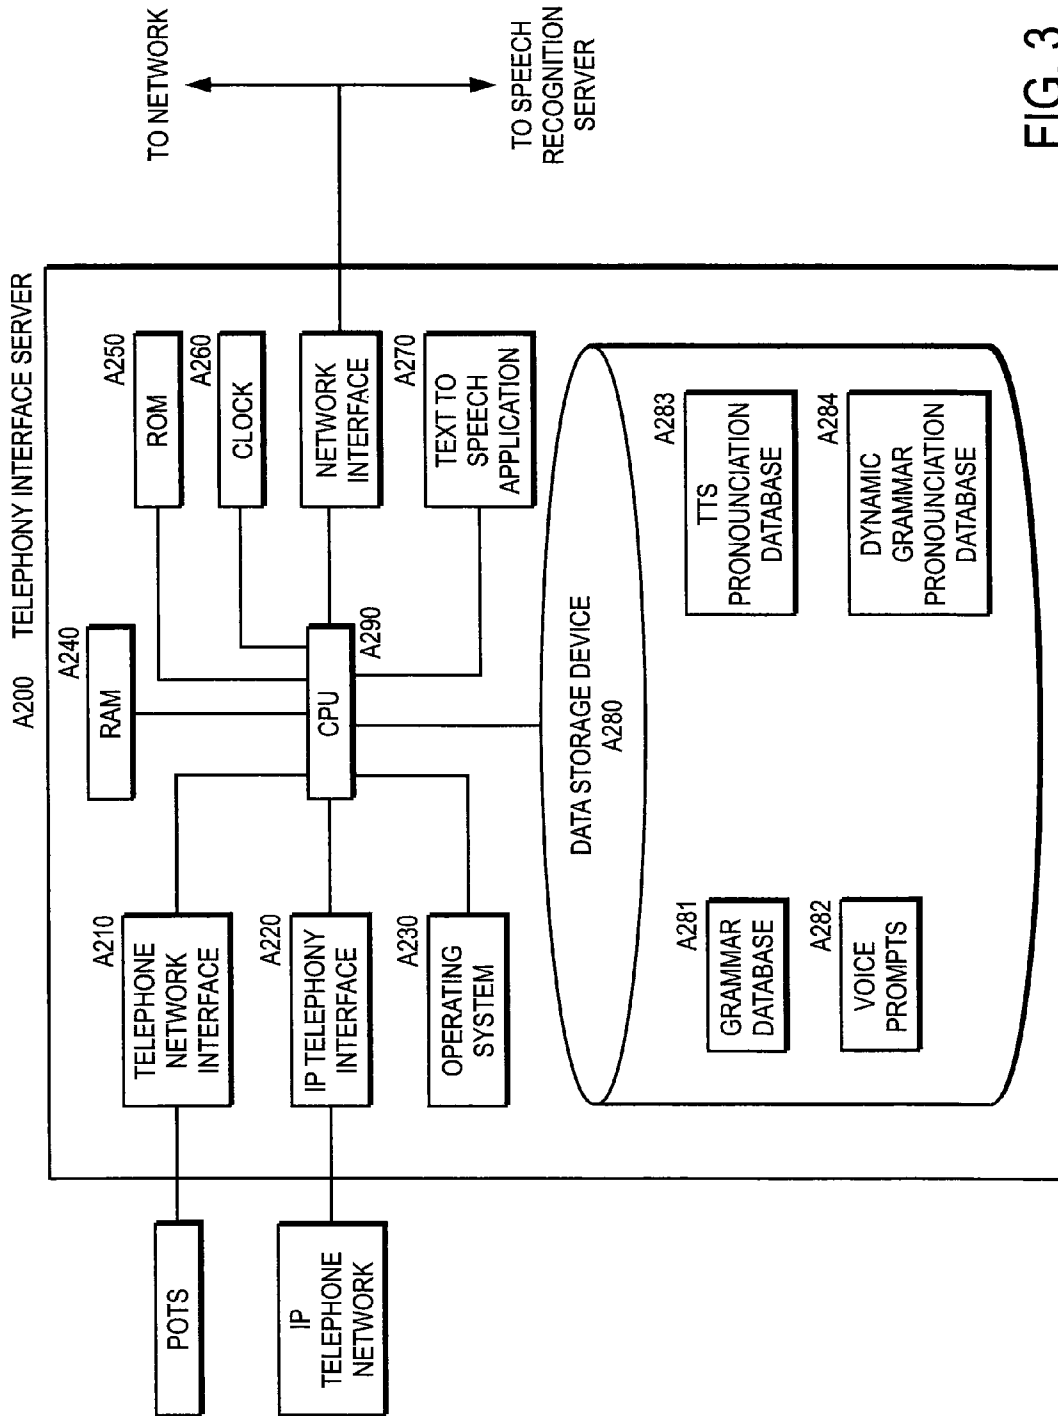 A200 TELEPHONY INTERFACE SERVER
POTS
IP
TELEPHONE
NETWORK
A210
TELEPHONE
NETWORK
INTERFACE
A220
IP TELEPHONY
INTERFACE
A230
OPERATING
SYSTEM
A240
RAM
CPU
A290
A250
ROM
A260
CLOCK
NETWORK
INTERFACE
A270
TEXT TO
SPEECH
APPLICATION
TO NETWORK
TO SPEECH
RECOGNITION
SERVER
DATA STORAGE DEVICE
A280
A281
GRAMMAR
DATABASE
A282
VOICE
PROMPTS
A283
TTS
PRONOUNCIATION
DATABASE
A284
DYNAMIC
GRAMMAR
PRONOUNCIATION
DATABASE
FIG. 3